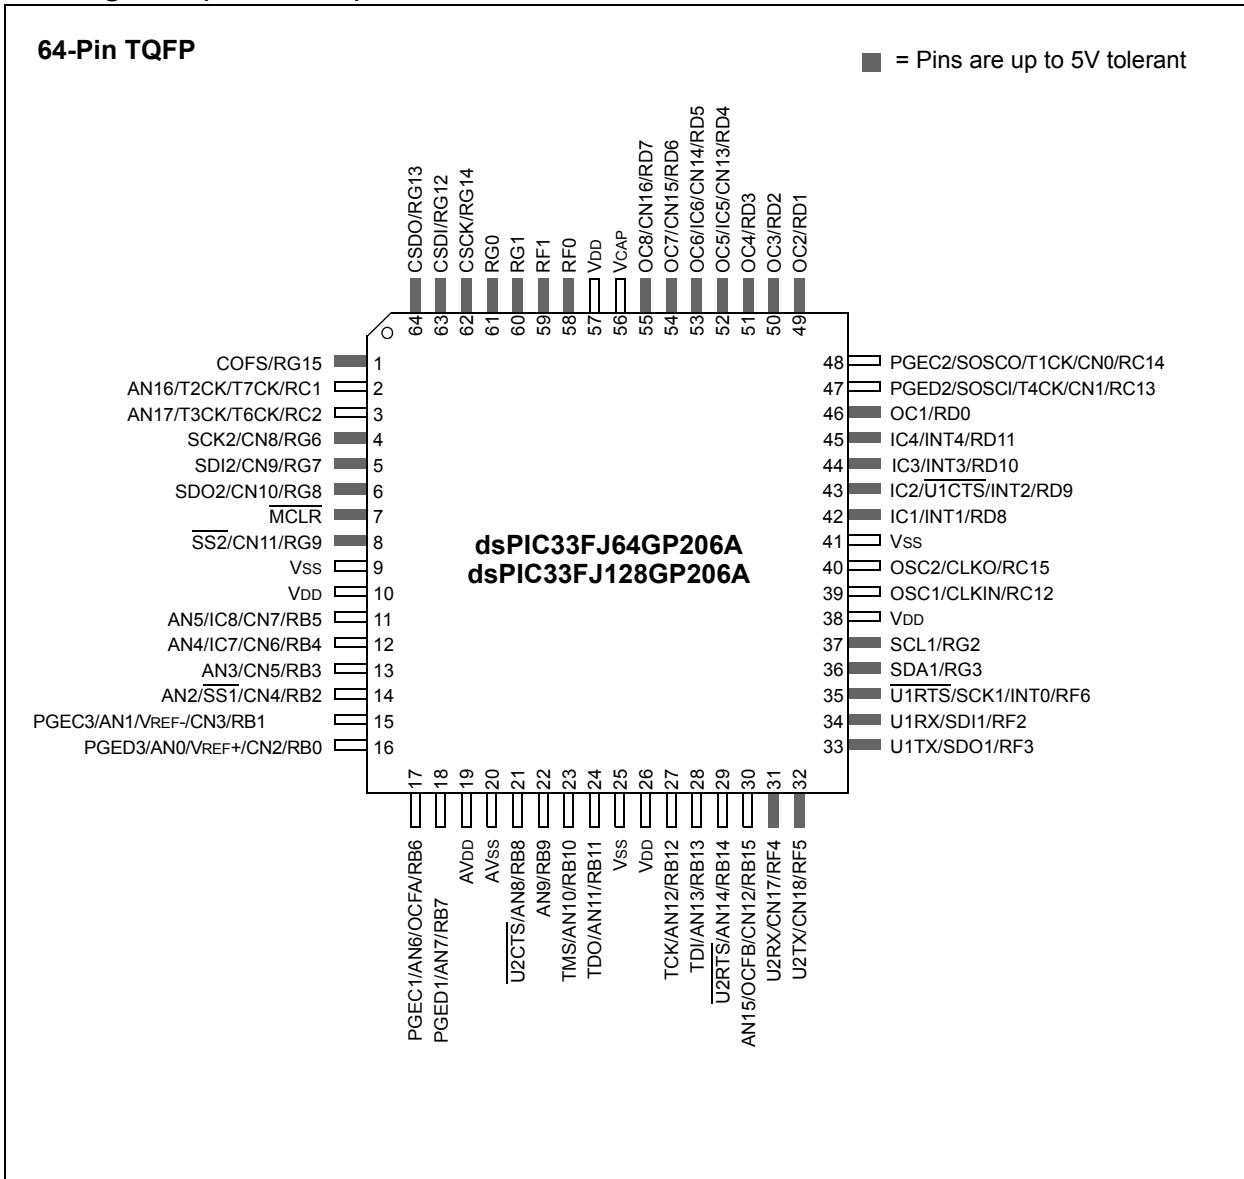 64-Pin TQFP
= Pins are up to 5V tolerant
CSDO/RG13
CSDI/RG12
CSCK/RG14
RG0
RG1
RF1
RF0
VDD
VCAP
OC8/CN16/RD7
OC7/CN15/RD6
OC6/IC6/CN14/RD5
OC5/IC5/CN13/RD4
OC4/RD3
OC3/RD2
OC2/RD1
64 63 62 61 60 59 58 57 56 55 54 53 52 51 50 49
COFS/RG15 1
AN16/T2CK/T7CK/RC1 2
AN17/T3CK/T6CK/RC2 3
SCK2/CN8/RG6 4
SDI2/CN9/RG7 5
SDO2/CN10/RG8 6
MCLR 7
SS2/CN11/RG9 8
VSS 9
VDD 10
AN5/IC8/CN7/RB5 11
AN4/IC7/CN6/RB4 12
AN3/CN5/RB3 13
AN2/SS1/CN4/RB2 14
PGEC3/AN1/VREF-/CN3/RB1 15
PGED3/AN0/VREF+/CN2/RB0 16
dsPIC33FJ64GP206A
dsPIC33FJ128GP206A
48 PGEC2/SOSCO/T1CK/CN0/RC14
47 PGED2/SOSCI/T4CK/CN1/RC13
46 OC1/RD0
45 IC4/INT4/RD11
44 IC3/INT3/RD10
43 IC2/U1CTS/INT2/RD9
42 IC1/INT1/RD8
41 VSS
40 OSC2/CLKO/RC15
39 OSC1/CLKIN/RC12
38 VDD
37 SCL1/RG2
36 SDA1/RG3
35 U1RTS/SCK1/INT0/RF6
34 U1RX/SDI1/RF2
33 U1TX/SDO1/RF3
17 18 19 20 21 22 23 24 25 26 27 28 29 30 31 32
PGEC1/AN6/OCFA/RB6
PGED1/AN7/RB7
AVDD
AVSS
U2CTS/AN8/RB8
AN9/RB9
TMS/AN10/RB10
TDO/AN11/RB11
VSS
VDD
TCK/AN12/RB12
TDI/AN13/RB13
U2RTS/AN14/RB14
AN15/OCFB/CN12/RB15
U2RX/CN17/RF4
U2TX/CN18/RF5